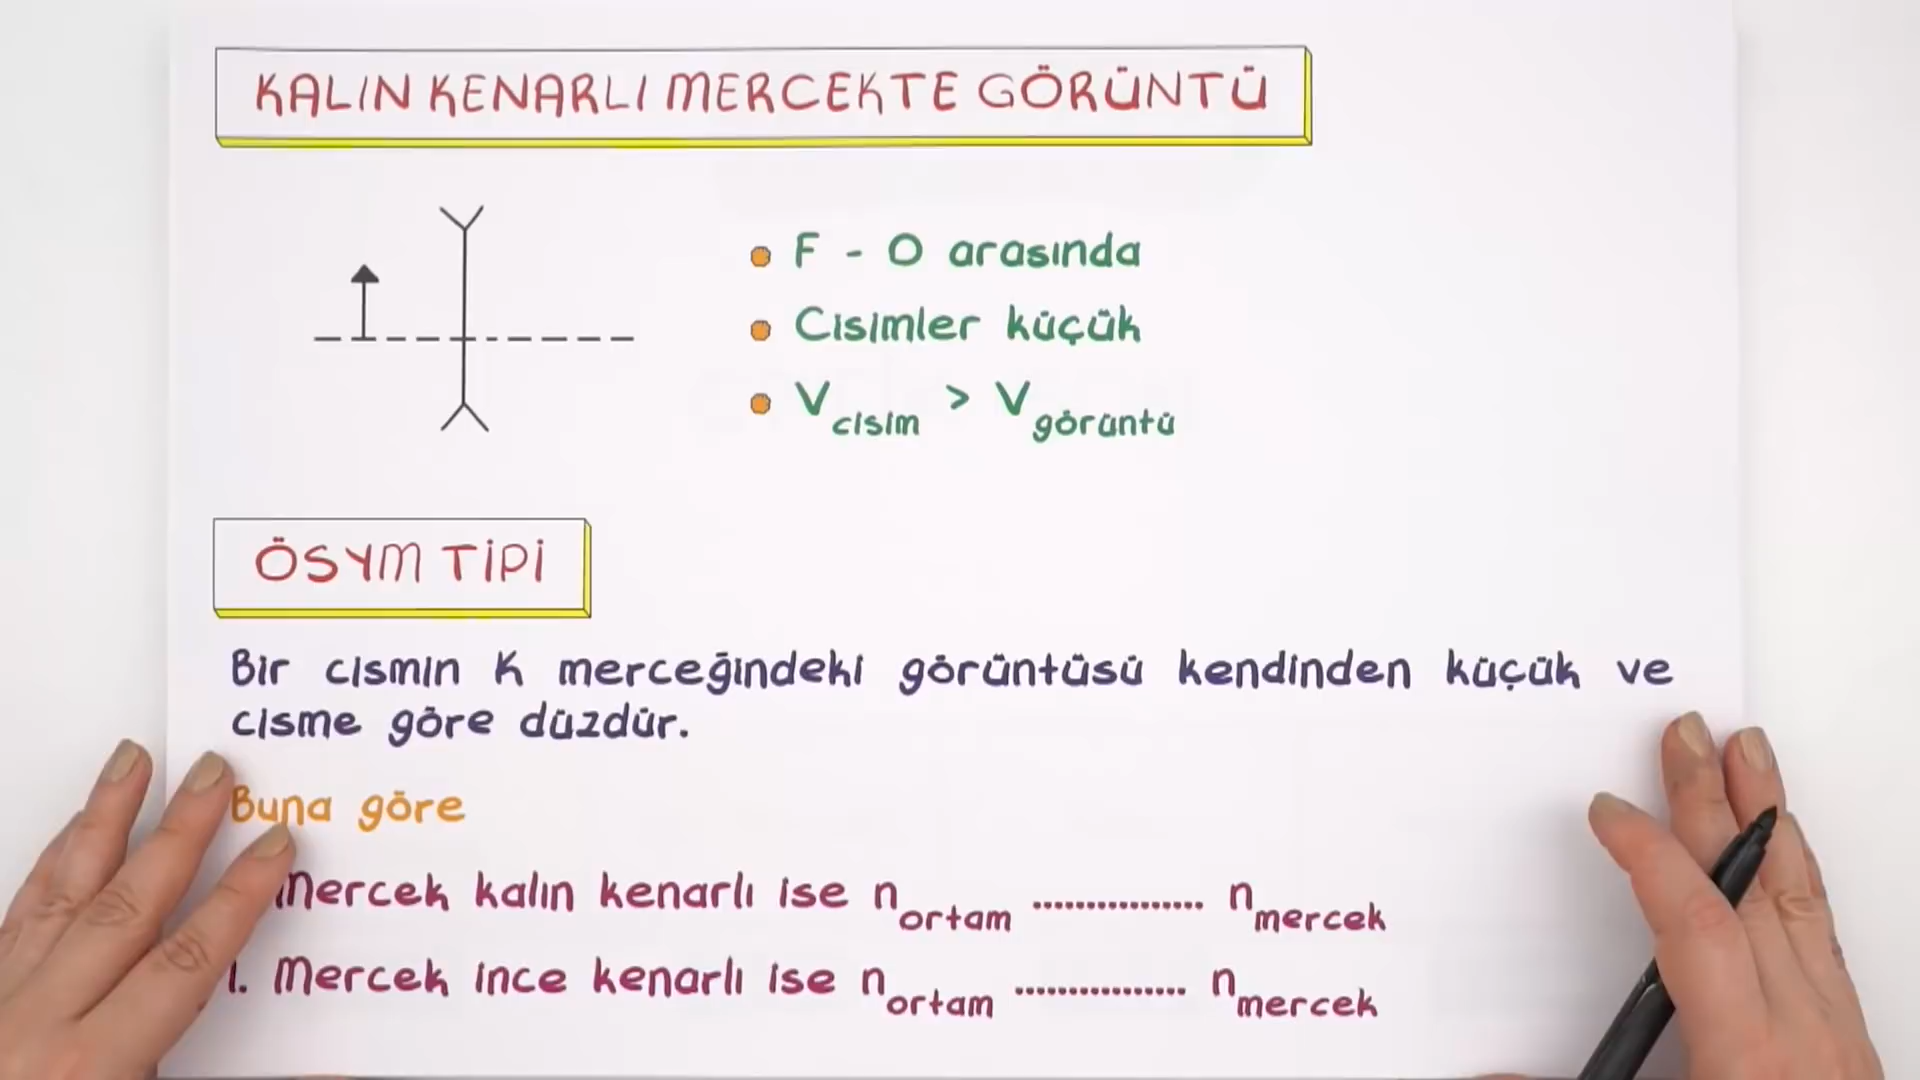 KALIN KENARLI MERCEKTE GÖRÜNTÜ
F - O arasında
Cisimler küçük
V cisim > V görüntü
ÖSYM TİPİ
Bir cismin K merceğindeki görüntüsü kendinden küçük ve
cisme göre düzdür.
Buna göre
Mercek kalın kenarlı ise n ortam ................ n mercek
I. Mercek ince kenarlı ise n ortam ................ n mercek